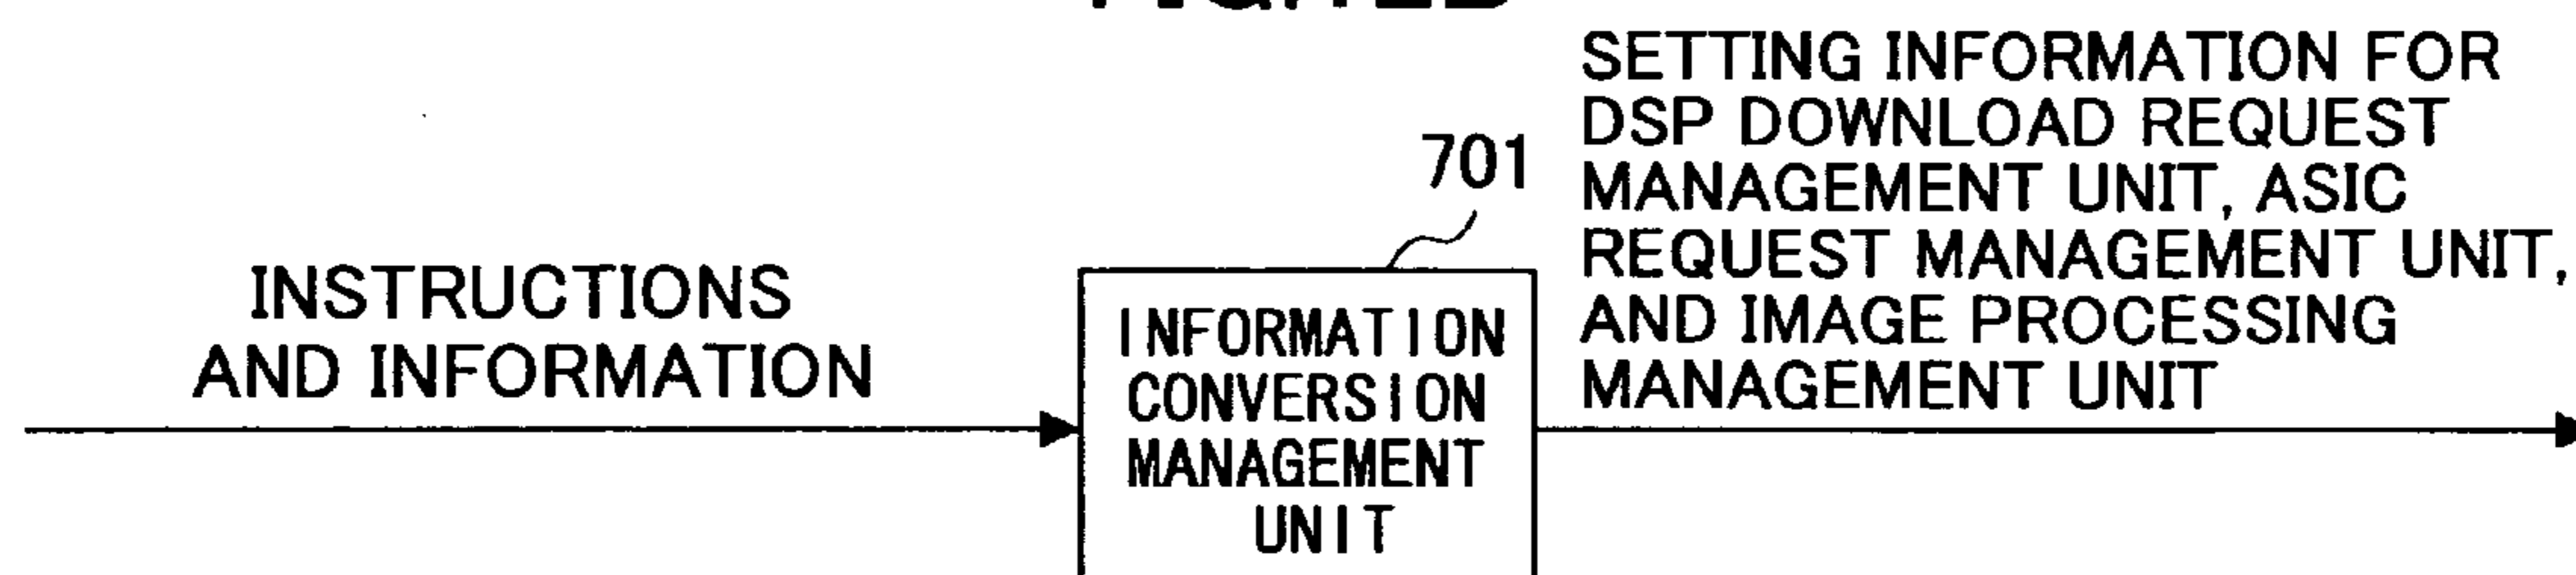 701
SETTING INFORMATION FOR
DSP DOWNLOAD REQUEST
MANAGEMENT UNIT, ASIC
REQUEST MANAGEMENT UNIT,
AND IMAGE PROCESSING
MANAGEMENT UNIT
INSTRUCTIONS
AND INFORMATION
INFORMATION
CONVERSION
MANAGEMENT
UNIT